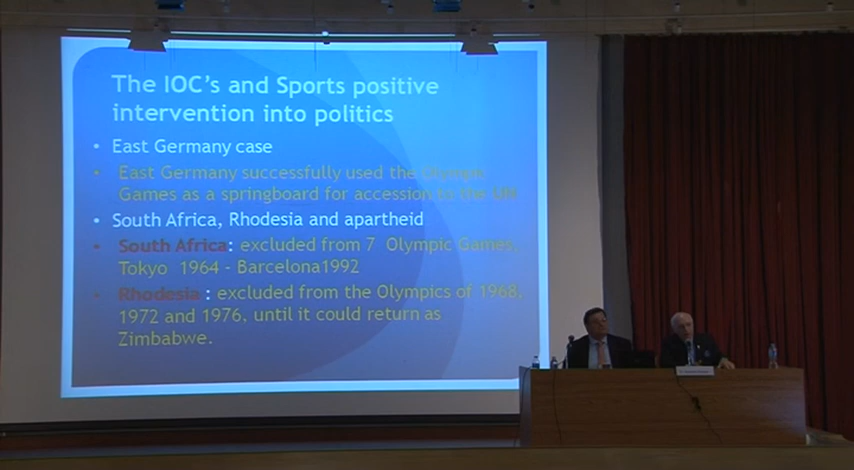 The IOC's and Sports positive
intervention into politics
• East Germany case
• East Germany successfully used the Olympic
Games as a springboard for accession to the UN
• South Africa, Rhodesia and apartheid
• South Africa: excluded from 7 Olympic Games,
Tokyo 1964 - Barcelona1992
• Rhodesia : excluded from the Olympics of 1968,
1972 and 1976, until it could return as
Zimbabwe.